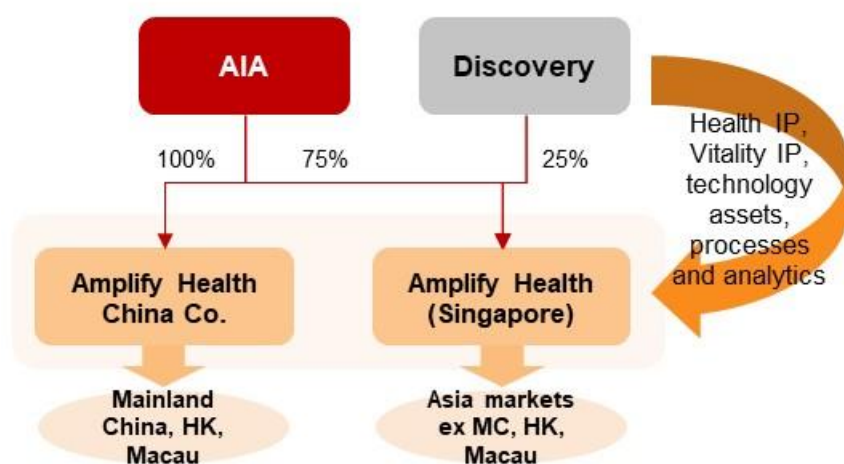 AIA
Discovery
100%
75%
25%
Health IP,
Vitality IP,
technology
assets,
processes
and analytics
Amplify Health
China Co.
Amplify Health
(Singapore)
Mainland
China, HK,
Macau
Asia markets
ex MC, HK,
Macau